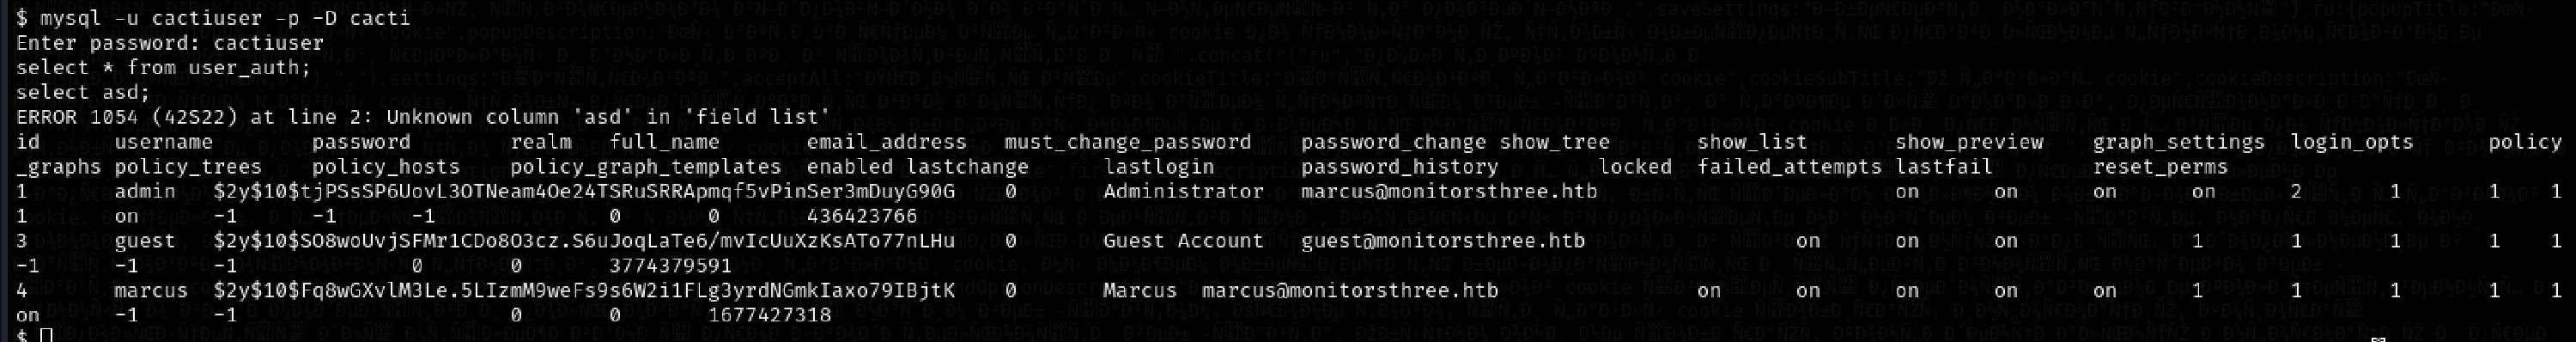 $ mysql -u cactiuser -p -D cacti
Enter password: cactiuser
select * from user_auth;
select asd;
ERROR 1054 (42S22) at line 2: Unknown column 'asd' in 'field list'
id username password realm full_name email_address must_change_password password_change show_tree show_list show_preview graph_settings login_opts policy
_graphs policy_trees policy_hosts policy_graph_templates enabled lastchange lastlogin password_history locked failed_attempts lastfail reset_perms
1 admin $2y$10$tjPSsSP6UovL3OTNeam4Oe24TSRuSRRApmqf5vPinSer3mDuyG90G 0 Administrator marcus@monitorsthree.htb on on on on 2 1 1 1
1 on -1 -1 -1 0 0 436423766
3 guest $2y$10$SO8woUvjSFMr1CDo8O3cz.S6uJoqLaTe6/mvIcUuXzKsATo77nLHu 0 Guest Account guest@monitorsthree.htb on on on 1 1 1 1 1
-1 -1 -1 0 0 3774379591
4 marcus $2y$10$Fq8wGXvlM3Le.5LIzmM9weFs9s6W2i1FLg3yrdNGmkIaxo79IBjtK 0 Marcus marcus@monitorsthree.htb on on on on on 1 1 1 1 1
on -1 -1 0 0 1677427318
$